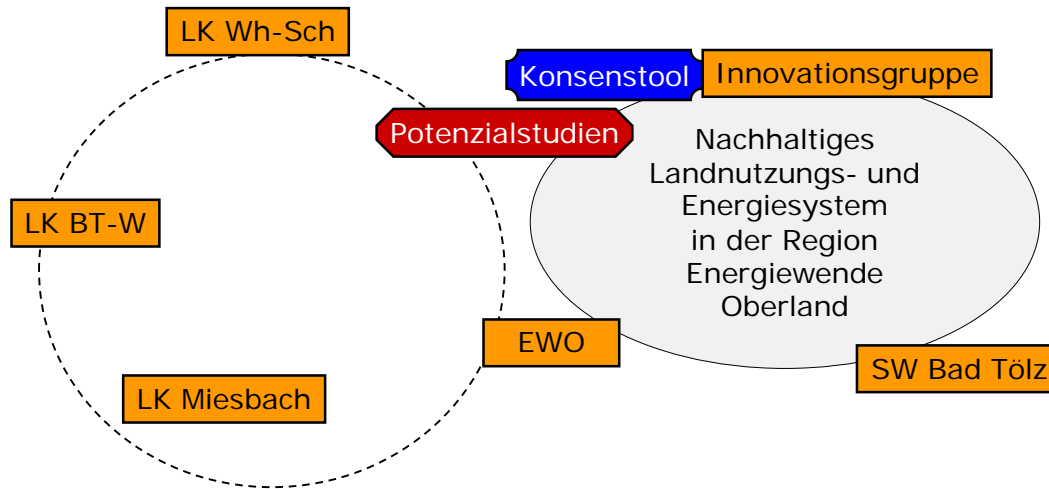 LK Wh-Sch
Konsenstool
Innovationsgruppe
Potenzialstudien
Nachhaltiges
Landnutzungs- und
Energiesystem
in der Region
Energiewende
Oberland
LK BT-W
EWO
SW Bad Tölz
LK Miesbach